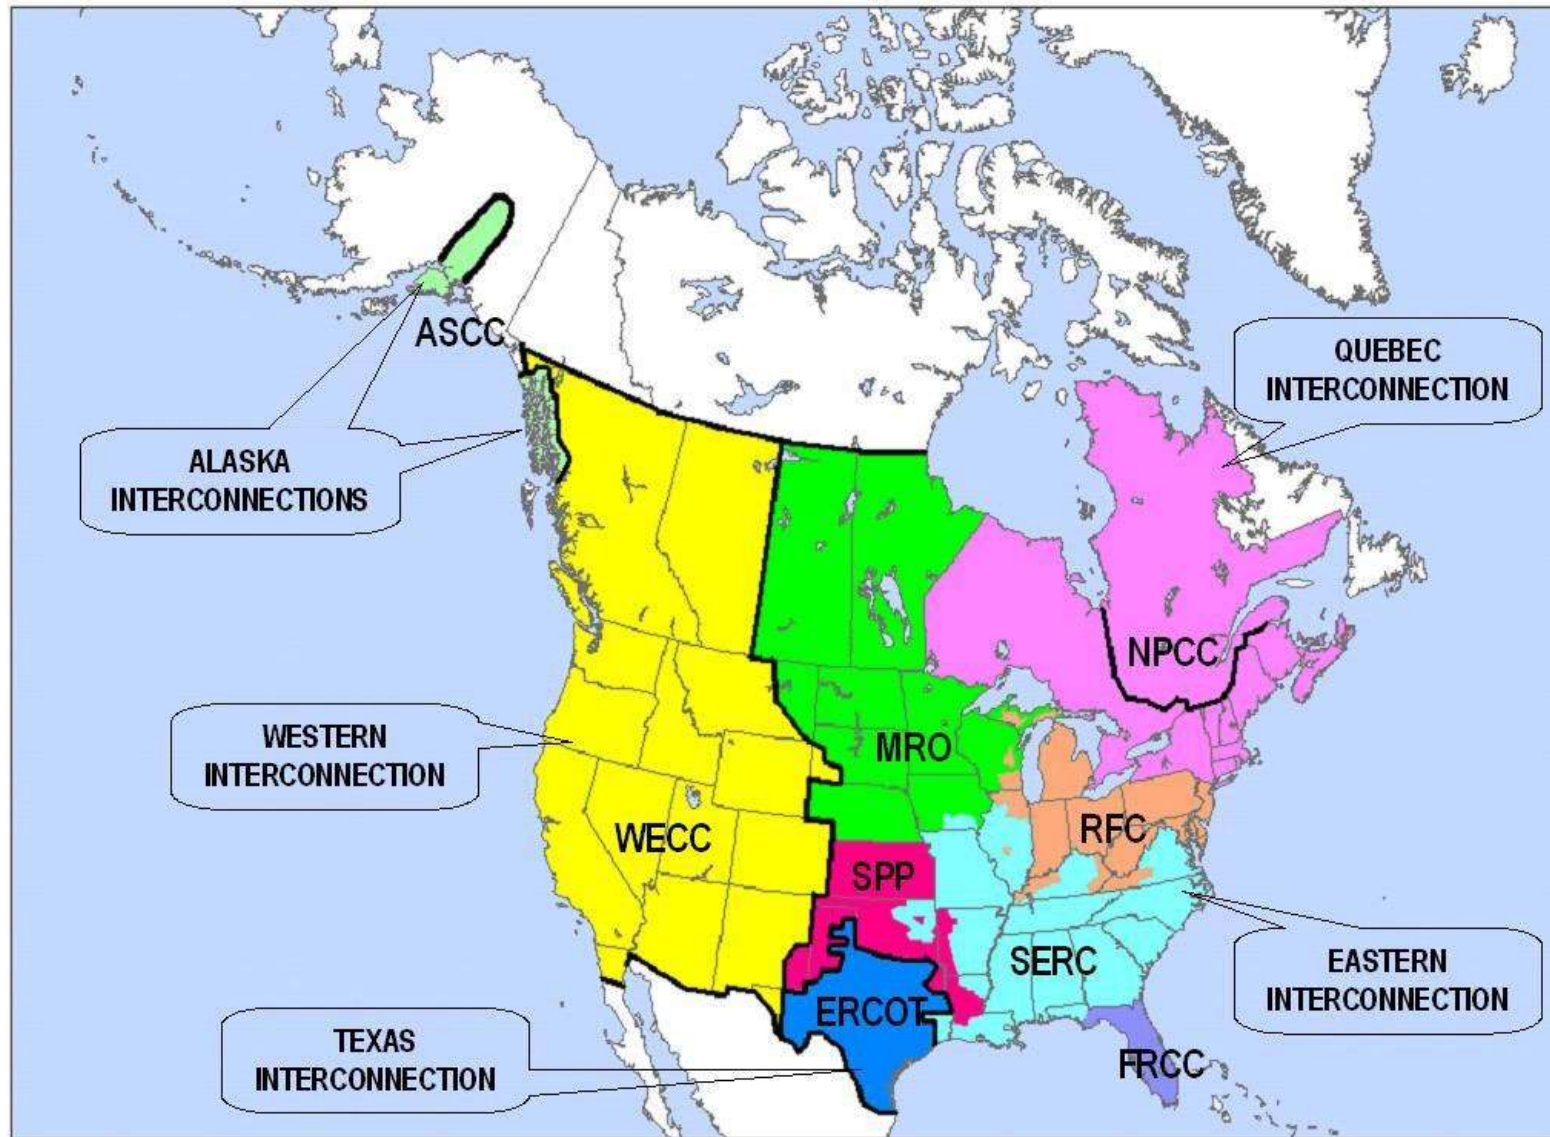 ASCC
QUEBEC
INTERCONNECTION
ALASKA
INTERCONNECTIONS
NPCC
WESTERN
INTERCONNECTION
MRO
WECC
RFC
SPP
SERC
EASTERN
INTERCONNECTION
ERCOT
TEXAS
INTERCONNECTION
FRCC